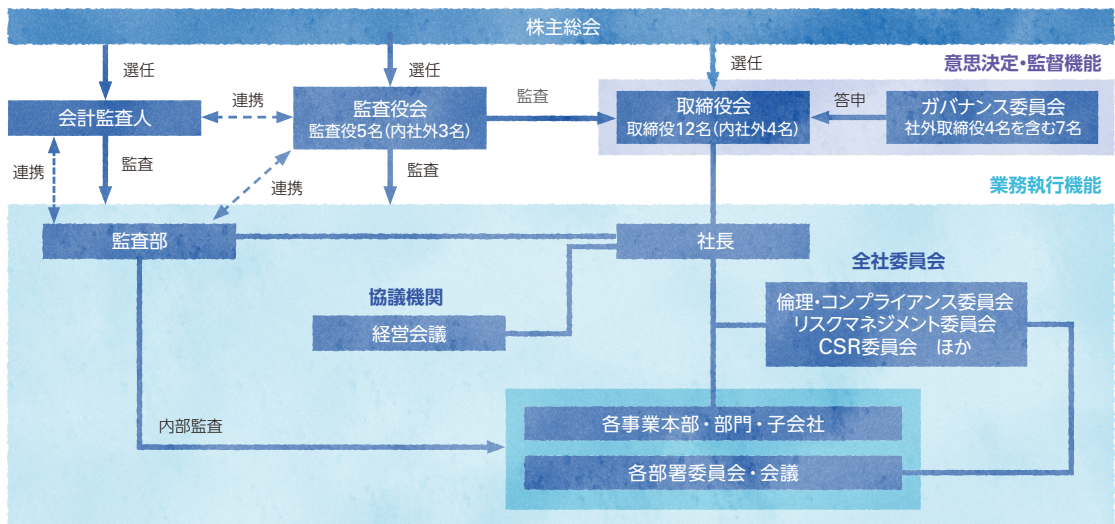 株主総会
選任
選任
選任
意思決定・監督機能
会計監査人
連携
監査役会
監査役5名(内社外3名)
監査
取締役会
取締役12名(内社外4名)
答申
ガバナンス委員会
社外取締役4名を含む7名
連携
監査
連携
監査
業務執行機能
監査部
社長
全社委員会
協議機関
経営会議
倫理・コンプライアンス委員会
リスクマネジメント委員会
CSR委員会　ほか
内部監査
各事業本部・部門・子会社
各部署委員会・会議